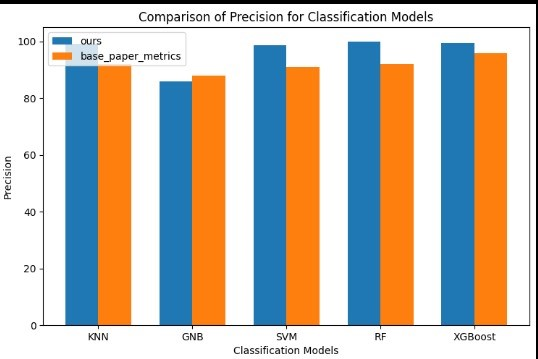 Comparison of Precision for Classification Models
ours
base_paper_metrics
100
80
60
40
20
0
Precision
KNN GNB SVM RF XGBoost
Classification Models